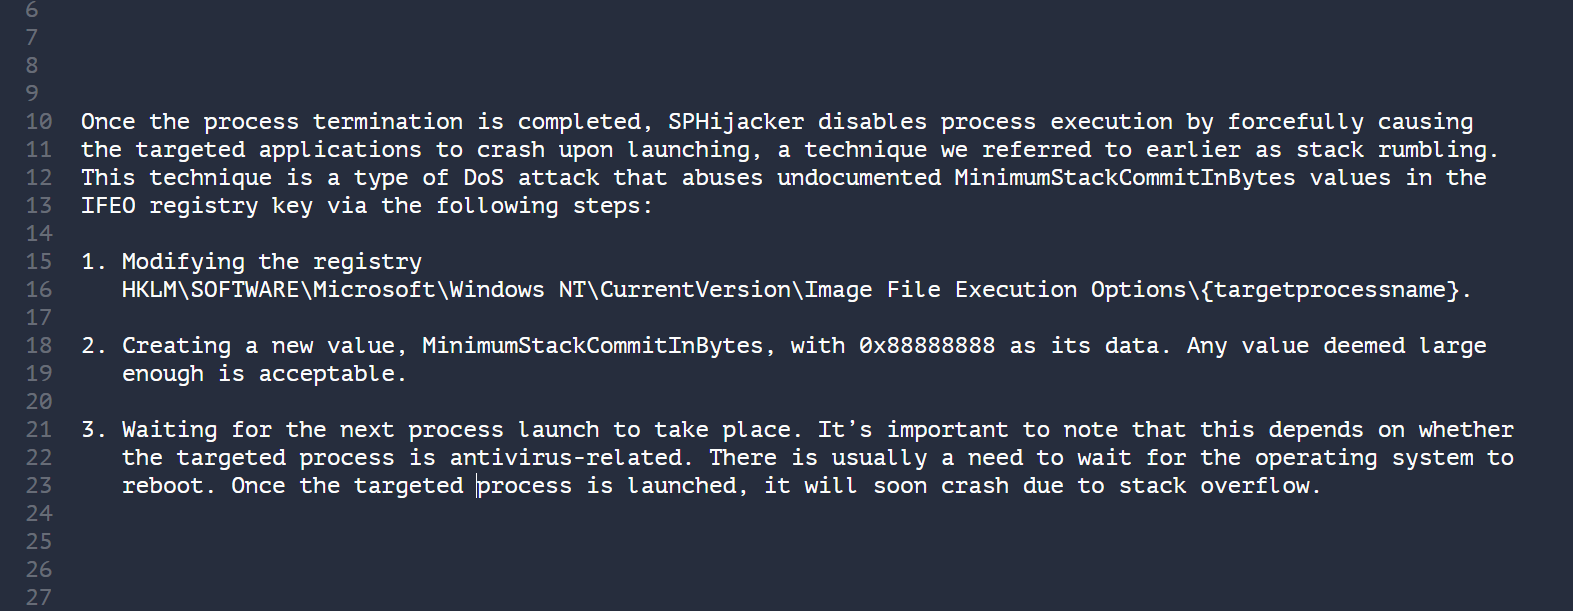 6
7
8
9
10 Once the process termination is completed, SPHijacker disables process execution by forcefully causing
11 the targeted applications to crash upon launching, a technique we referred to earlier as stack rumbling.
12 This technique is a type of DoS attack that abuses undocumented MinimumStackCommitInBytes values in the
13 IFEO registry key via the following steps:
14
15 1. Modifying the registry
16 HKLM\SOFTWARE\Microsoft\Windows NT\CurrentVersion\Image File Execution Options\{targetprocessname}.
17
18 2. Creating a new value, MinimumStackCommitInBytes, with 0x88888888 as its data. Any value deemed large
19 enough is acceptable.
20
21 3. Waiting for the next process launch to take place. It’s important to note that this depends on whether
22 the targeted process is antivirus-related. There is usually a need to wait for the operating system to
23 reboot. Once the targeted process is launched, it will soon crash due to stack overflow.
24
25
26
27